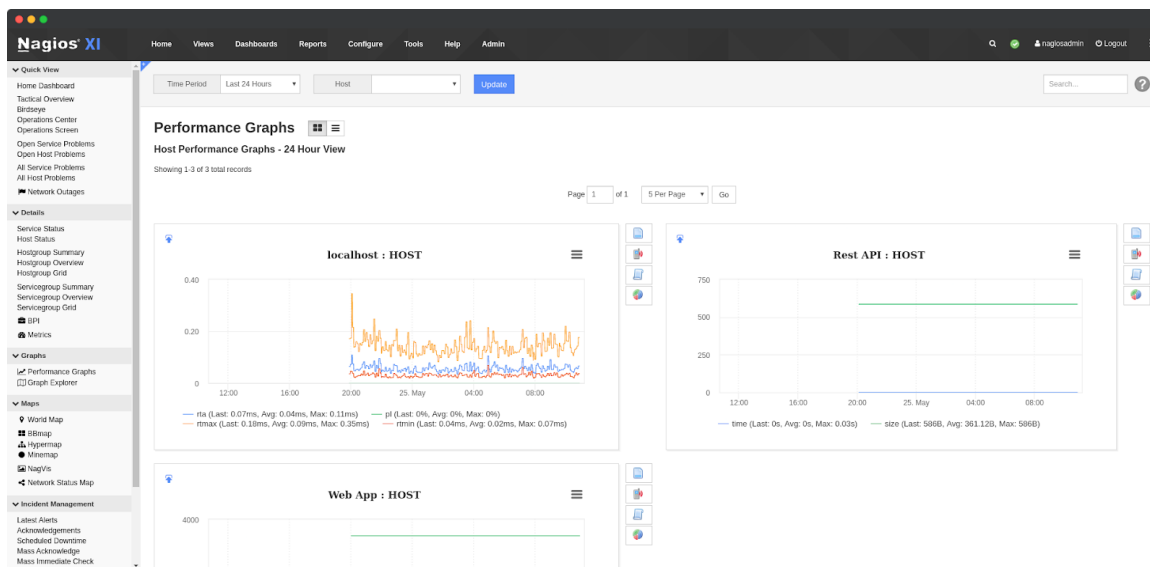 Nagios® XI
Home Views Dashboards Reports Configure Tools Help Admin
nagiosadmin Logout
Quick View
Home Dashboard
Tactical Overview
Birdseye
Operations Center
Operations Screen
Open Service Problems
Open Host Problems
All Service Problems
All Host Problems
Network Outages
Details
Service Status
Host Status
Hostgroup Summary
Hostgroup Overview
Hostgroup Grid
Servicegroup Summary
Servicegroup Overview
Servicegroup Grid
BPI
Metrics
Graphs
Performance Graphs
Graph Explorer
Maps
World Map
BBmap
Hypermap
Minemap
NagVis
Network Status Map
Incident Management
Latest Alerts
Acknowledgements
Scheduled Downtime
Mass Acknowledge
Mass Immediate Check
Time Period Last 24 Hours Host Update Search... ?
Performance Graphs
Host Performance Graphs - 24 Hour View
Showing 1-3 of 3 total records
Page 1 of 1 5 Per Page Go
localhost : HOST
0.40
0.20
0
12:00 16:00 20:00 25. May 04:00 08:00
rta (Last: 0.07ms, Avg: 0.04ms, Max: 0.11ms) pl (Last: 0%, Avg: 0%, Max: 0%)
rtmax (Last: 0.18ms, Avg: 0.09ms, Max: 0.35ms) rtmin (Last: 0.04ms, Avg: 0.02ms, Max: 0.07ms)
Rest API : HOST
750
500
250
0
12:00 16:00 20:00 25. May 04:00 08:00
time (Last: 0s, Avg: 0s, Max: 0.03s) size (Last: 586B, Avg: 361.12B, Max: 586B)
Web App : HOST
4000